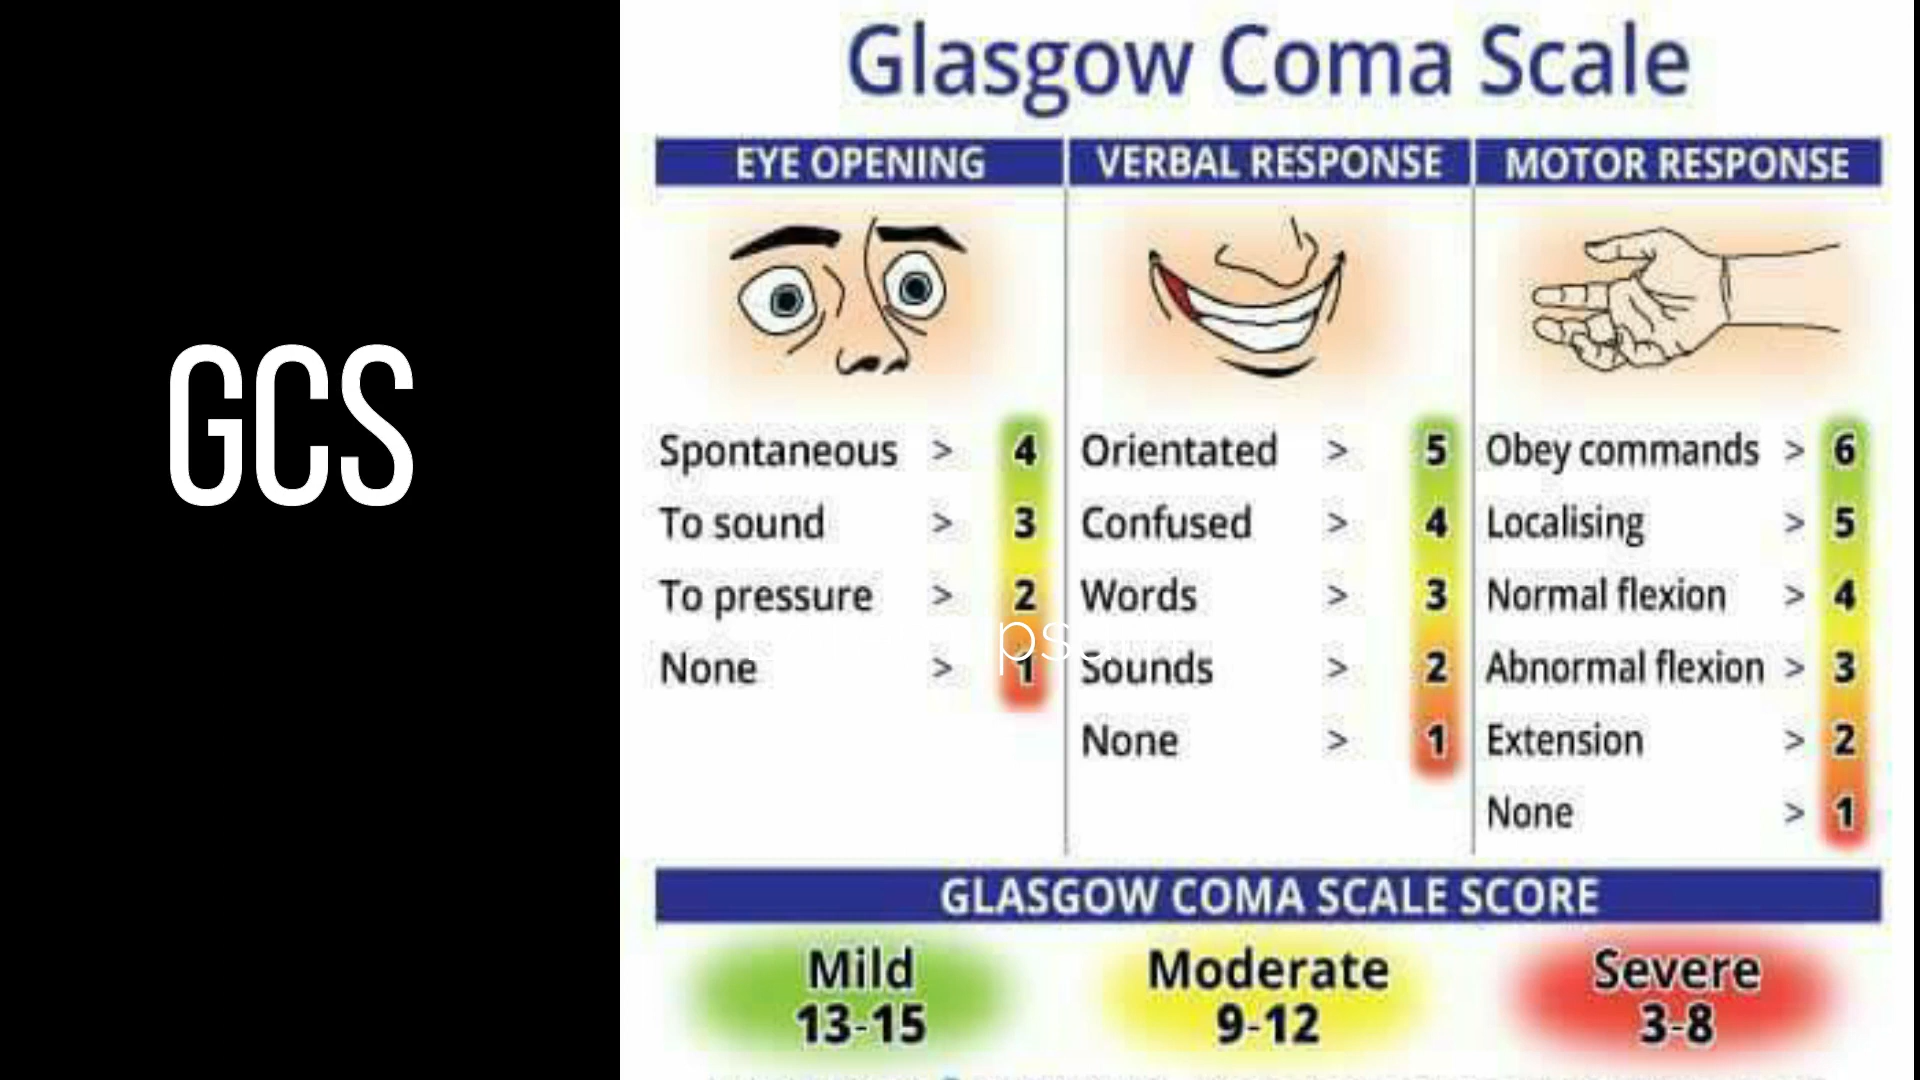 GCS
Glasgow Coma Scale
EYE OPENING
Spontaneous > 4
To sound > 3
To pressure > 2
None > 1
VERBAL RESPONSE
Orientated > 5
Confused > 4
Words > 3
Sounds > 2
None > 1
MOTOR RESPONSE
Obey commands > 6
Localising > 5
Normal flexion > 4
Abnormal flexion > 3
Extension > 2
None > 1
GLASGOW COMA SCALE SCORE
Mild
13-15
Moderate
9-12
Severe
3-8